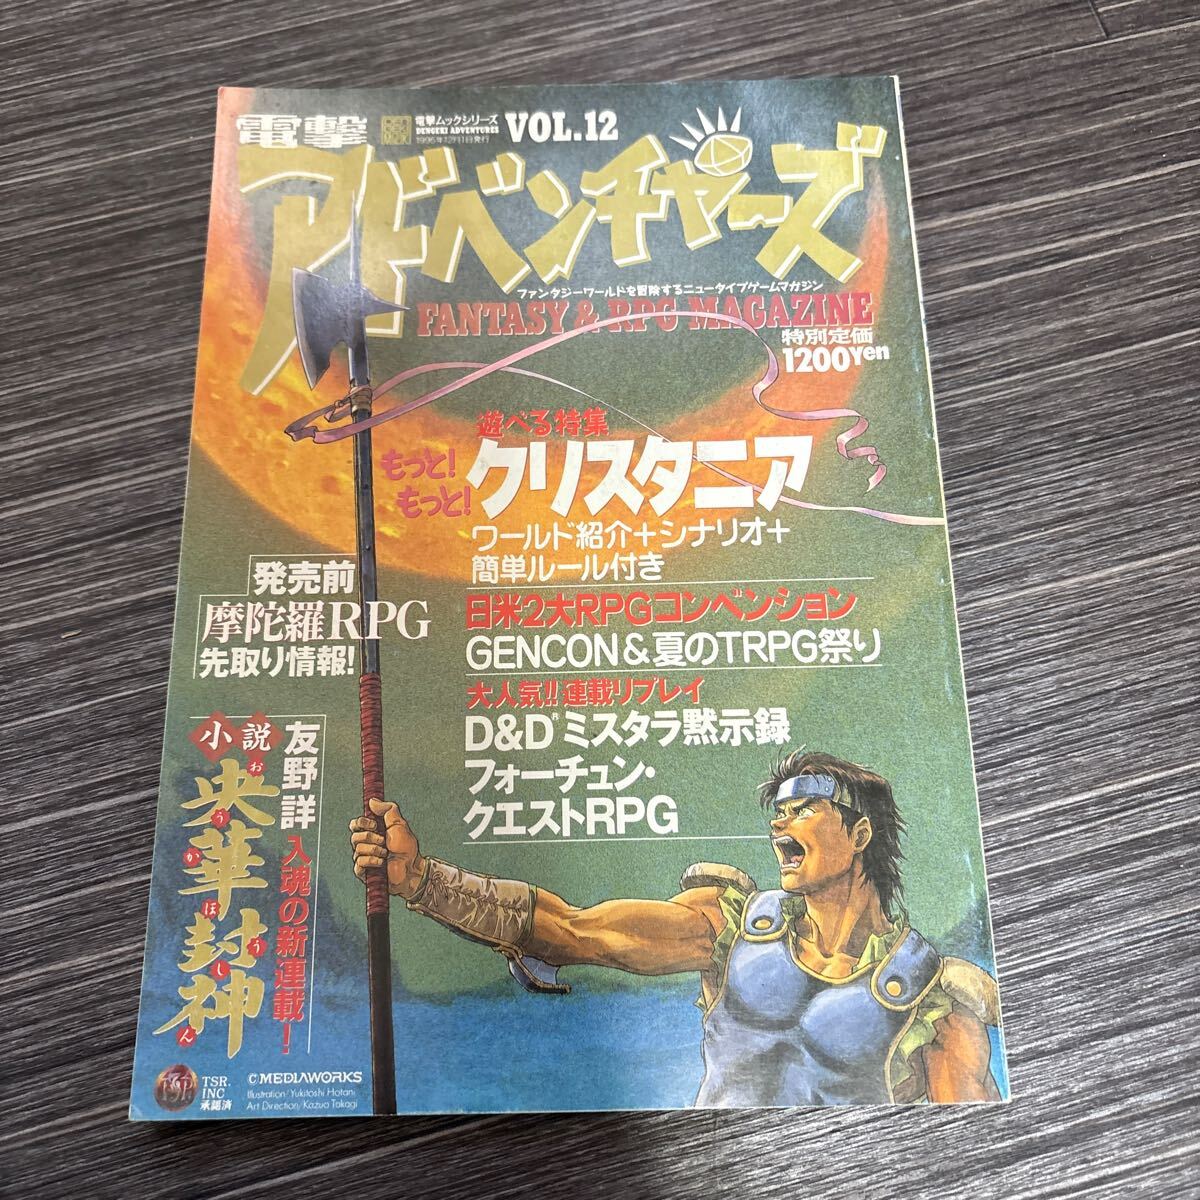 電撃
電撃ムックシリーズ
DENGEKI ADVENTURES
VOL.12
アドベンチャーズ
ファンタジーワールドを冒険するニュータイプゲームマガジン
FANTASY & RPG MAGAZINE
特別定価
1200Yen
遊べる特集
もっと!
もっと!
クリスタニア
ワールド紹介+シナリオ+
簡単ルール付き
発売前
摩陀羅RPG
先取り情報!
日米2大RPGコンベンション
GENCON&夏のTRPG祭り
大人気!!連載リプレイ
D&D®ミスタラ黙示録
フォーチュン・
クエストRPG
友野詳
入魂の新連載!
小説
央華封神
おうかほうしん
TSR.
INC
承認済
©MEDIAWORKS
Illustration/Yukitoshi Hotani
Art Direction/Kazuo Takagi